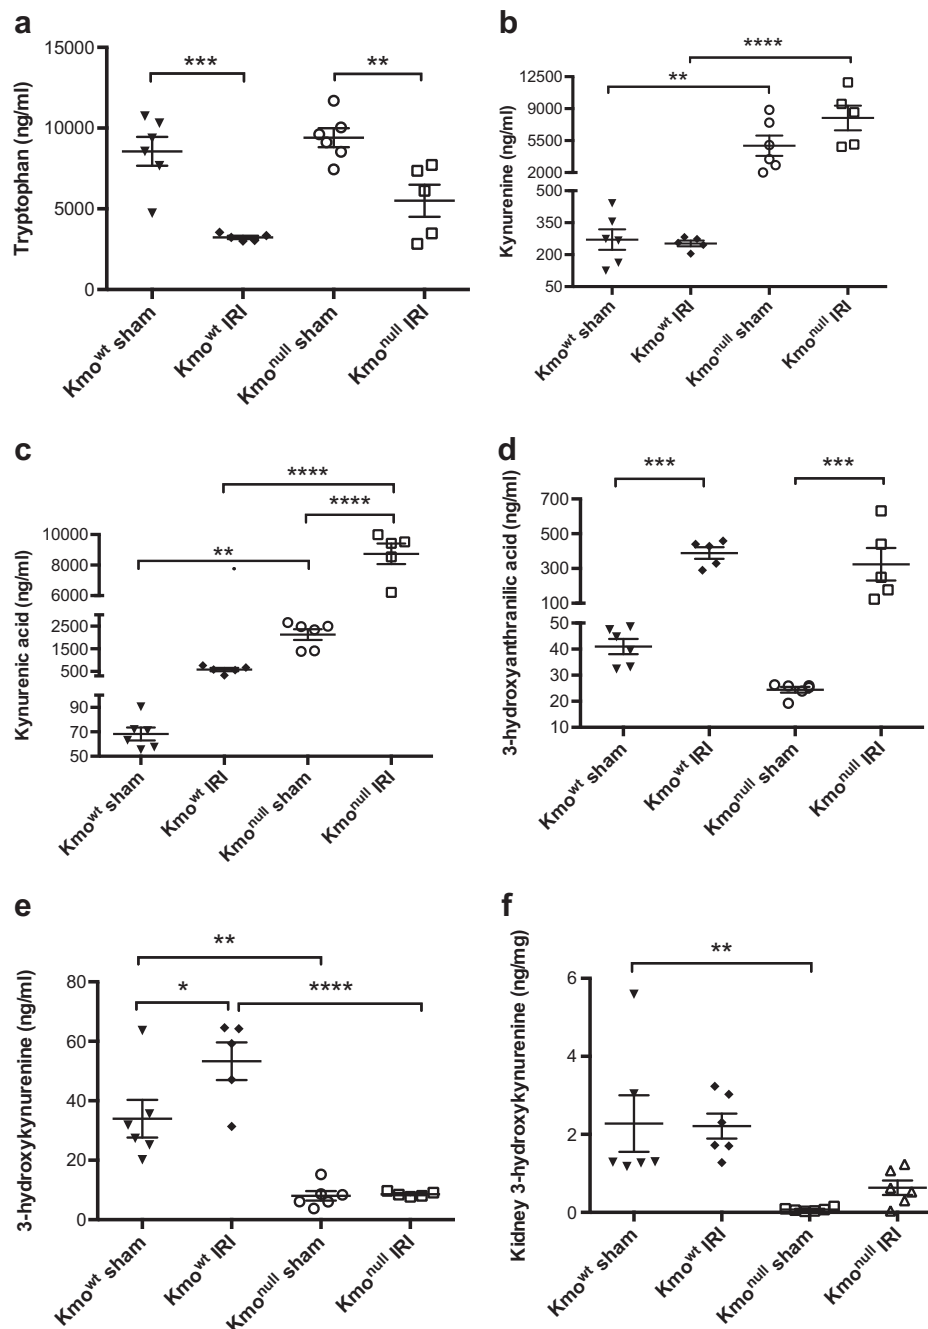 a
Tryptophan (ng/ml)
15000
10000
5000
0
***
**
Kmo^wt sham
Kmo^wt IRI
Kmo^null sham
Kmo^null IRI
b
Kynurenine (ng/ml)
12500
9000
5500
2000
500
350
200
50
****
**
Kmo^wt sham
Kmo^wt IRI
Kmo^null sham
Kmo^null IRI
c
Kynurenic acid (ng/ml)
10000
8000
6000
2500
1500
500
90
70
50
****
****
**
Kmo^wt sham
Kmo^wt IRI
Kmo^null sham
Kmo^null IRI
d
3-hydroxyanthranilic acid (ng/ml)
700
500
300
100
50
40
30
20
10
***
***
Kmo^wt sham
Kmo^wt IRI
Kmo^null sham
Kmo^null IRI
e
3-hydroxykynurenine (ng/ml)
80
60
40
20
0
**
*
****
Kmo^wt sham
Kmo^wt IRI
Kmo^null sham
Kmo^null IRI
f
Kidney 3-hydroxykynurenine (ng/mg)
6
4
2
0
**
Kmo^wt sham
Kmo^wt IRI
Kmo^null sham
Kmo^null IRI